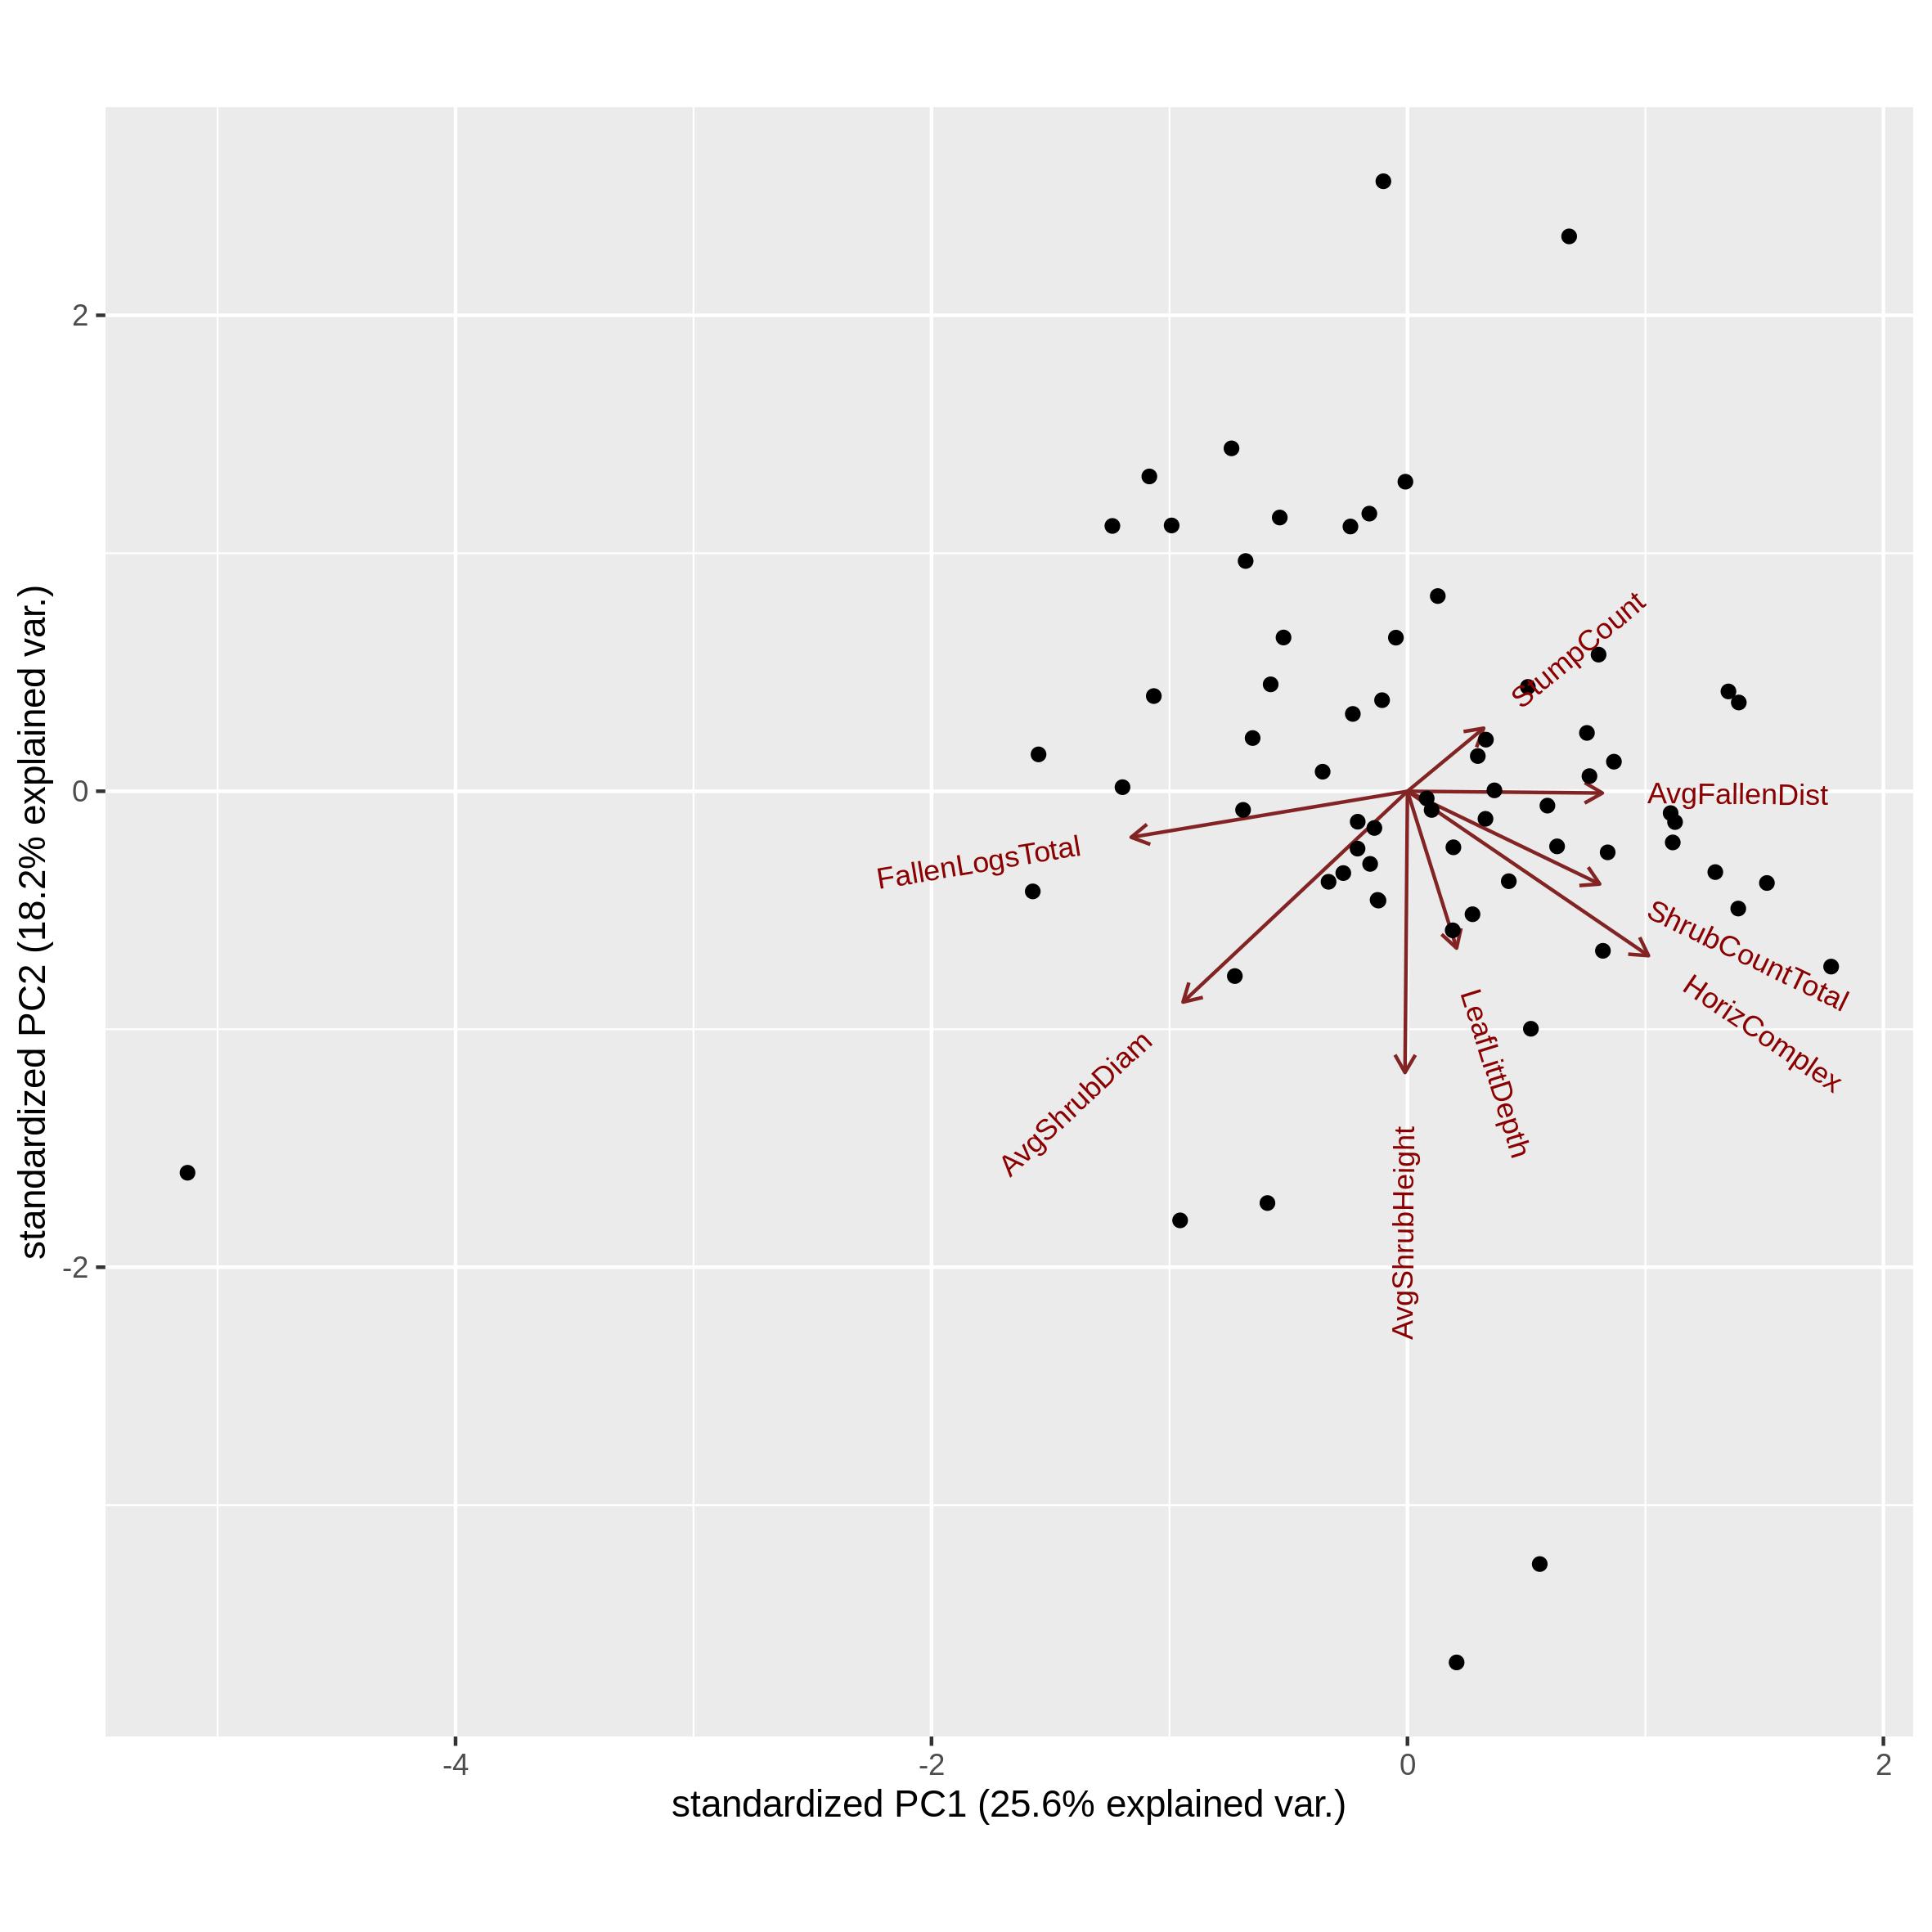 2
StumpCount
0
AvgFallenDist
FallenLogsTotal
ShrubCountTotal
HorizComplex
LeafLittDepth
AvgShrubDiam
AvgShrubHeight
-2
standardized PC2 (18.2% explained var.)
-4
-2
0
2
standardized PC1 (25.6% explained var.)